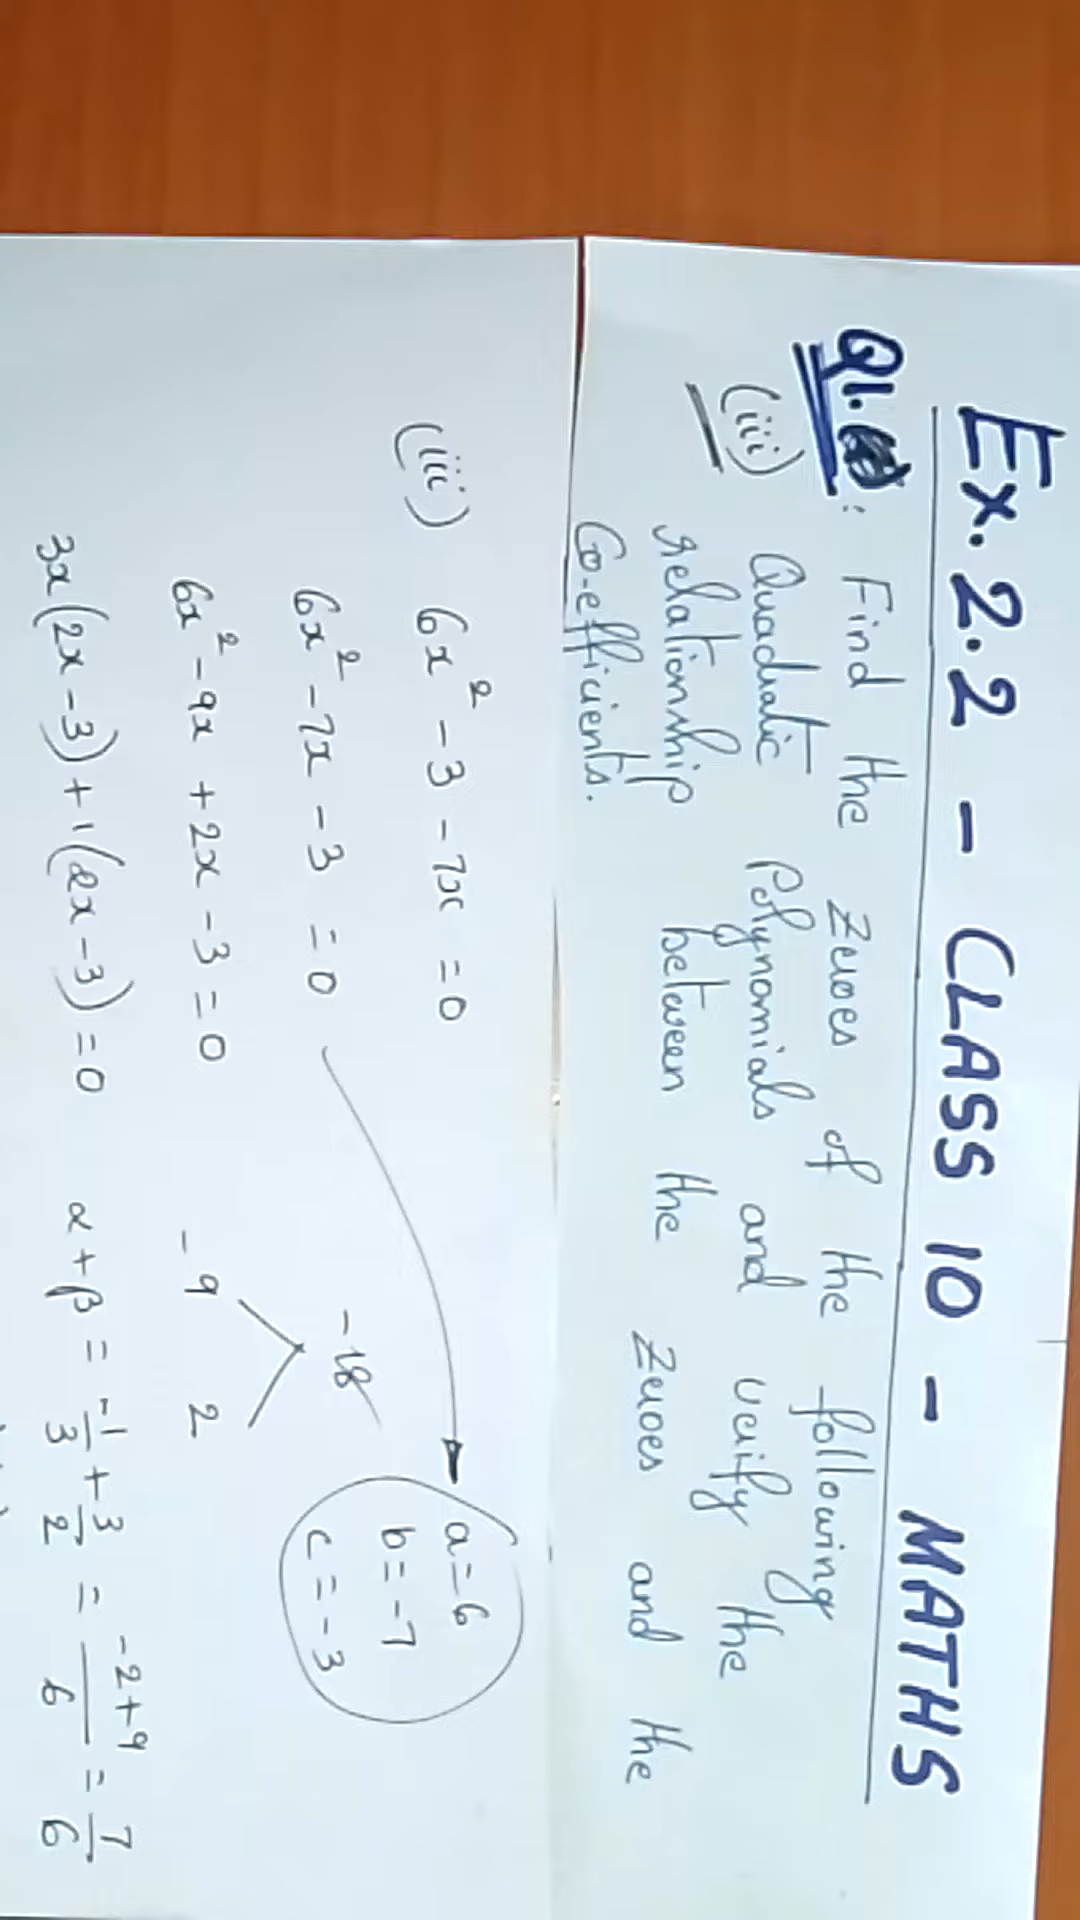 Ex. 2.2 - CLASS 10 - MATHS
Q1. : Find the Zeroes of the following
(iii) Quadratic Polynomials and verify the
relationship between the Zeroes and the
Co-efficients.
(iii) 6x² - 3 - 7x = 0
a = 6
6x² - 7x - 3 = 0
b = -7
-18
c = -3
6x² - 9x + 2x - 3 = 0
-9 2
3x(2x - 3) + 1(2x - 3) = 0
α + β = -1/3 + 3/2 = -2+9/6 = 7/6